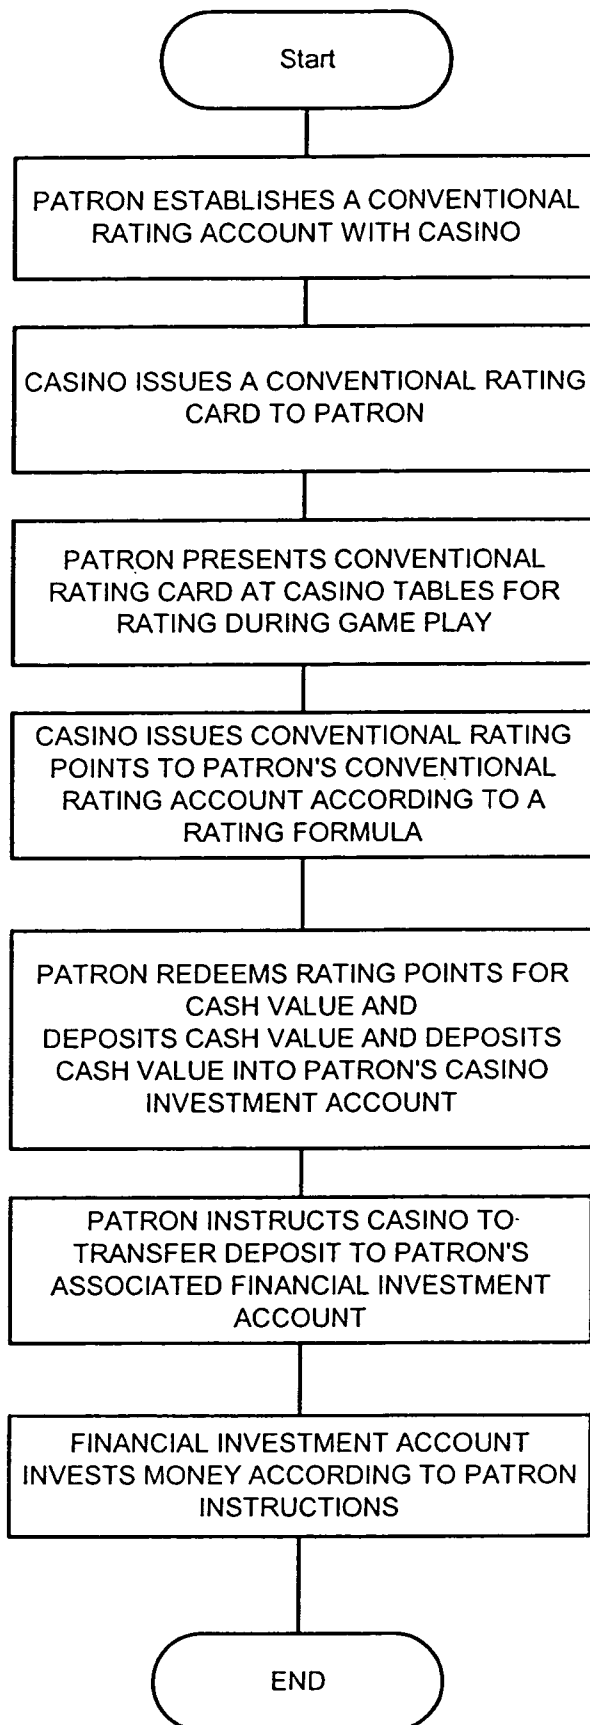 Start
PATRON ESTABLISHES A CONVENTIONAL
RATING ACCOUNT WITH CASINO
CASINO ISSUES A CONVENTIONAL RATING
CARD TO PATRON
PATRON PRESENTS CONVENTIONAL
RATING CARD AT CASINO TABLES FOR
RATING DURING GAME PLAY
CASINO ISSUES CONVENTIONAL RATING
POINTS TO PATRON'S CONVENTIONAL
RATING ACCOUNT ACCORDING TO A
RATING FORMULA
PATRON REDEEMS RATING POINTS FOR
CASH VALUE AND
DEPOSITS CASH VALUE AND DEPOSITS
CASH VALUE INTO PATRON'S CASINO
INVESTMENT ACCOUNT
PATRON INSTRUCTS CASINO TO
TRANSFER DEPOSIT TO PATRON'S
ASSOCIATED FINANCIAL INVESTMENT
ACCOUNT
FINANCIAL INVESTMENT ACCOUNT
INVESTS MONEY ACCORDING TO PATRON
INSTRUCTIONS
END